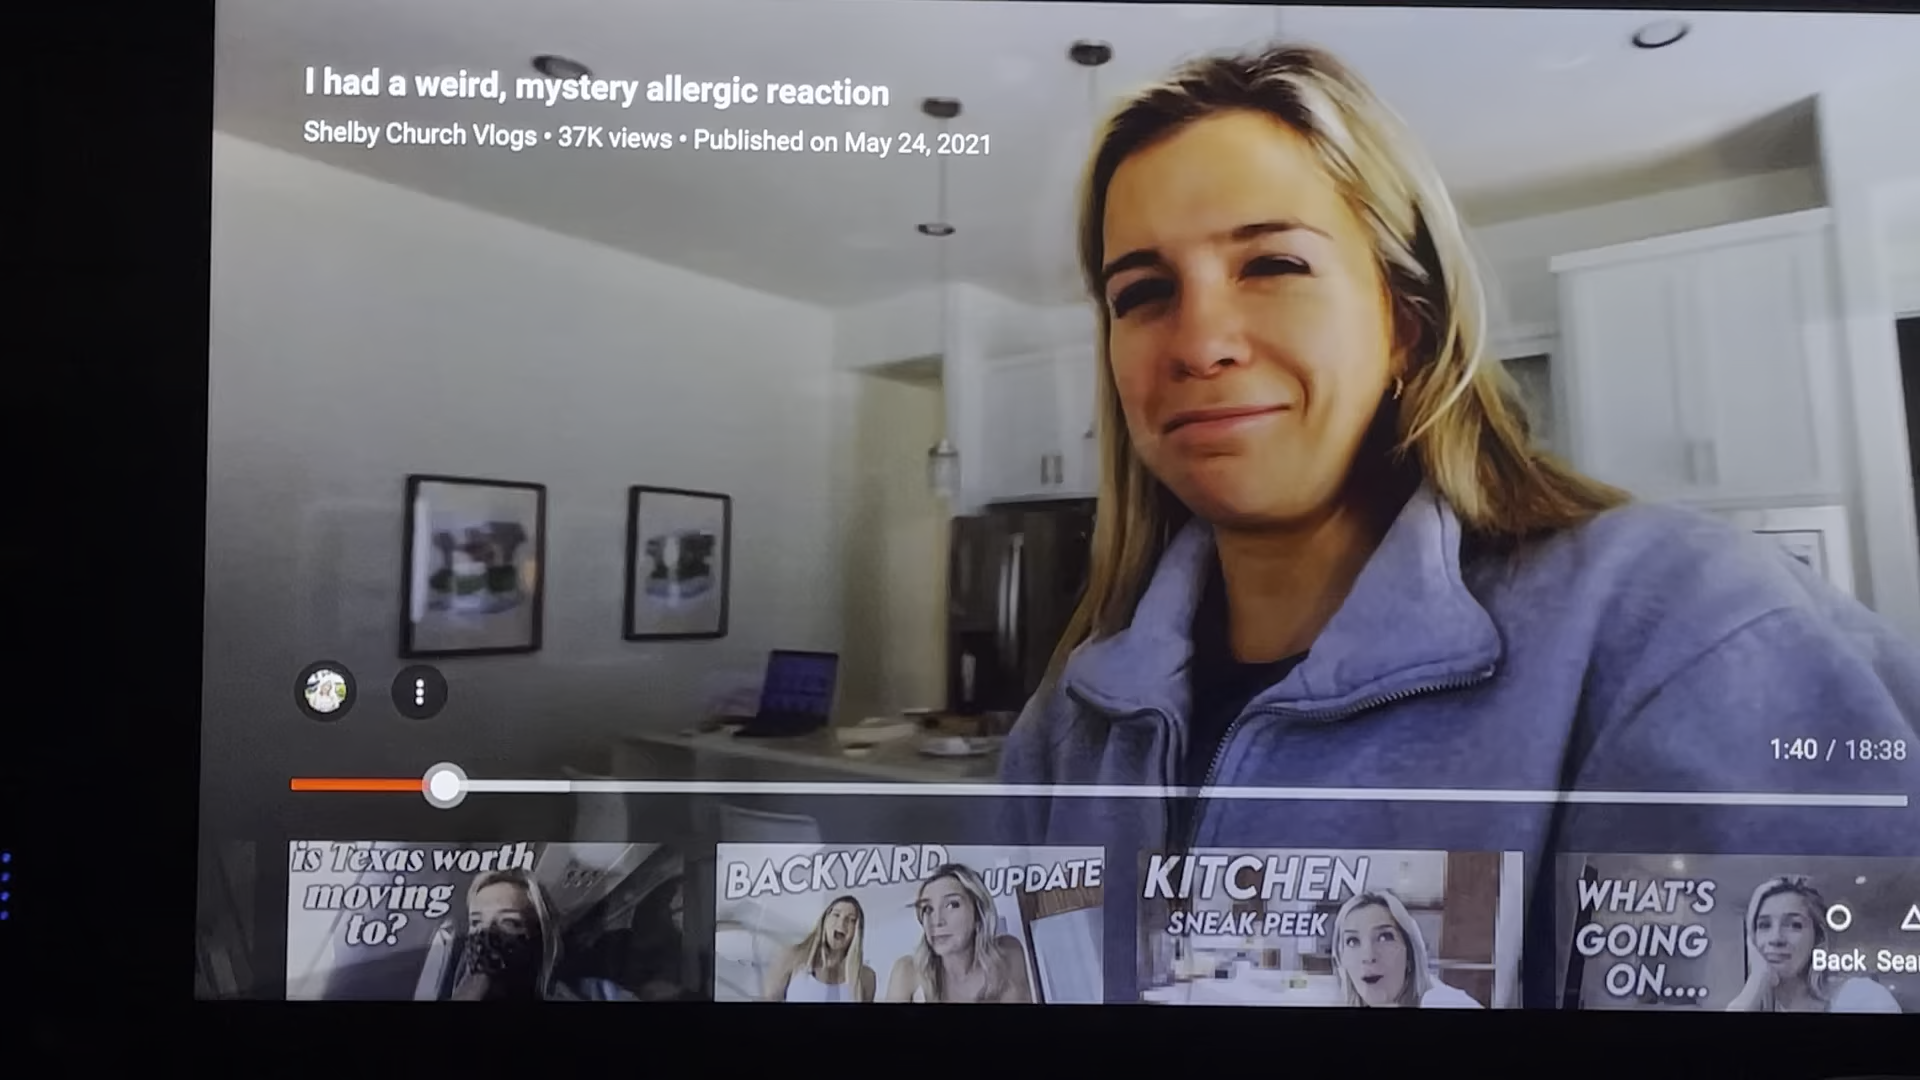 I had a weird, mystery allergic reaction
Shelby Church Vlogs • 37K views • Published on May 24, 2021
1:40 / 18:38
is Texas worth
moving
to?
BACKYARD UPDATE
KITCHEN
SNEAK PEEK
WHAT'S
GOING
ON....
Back